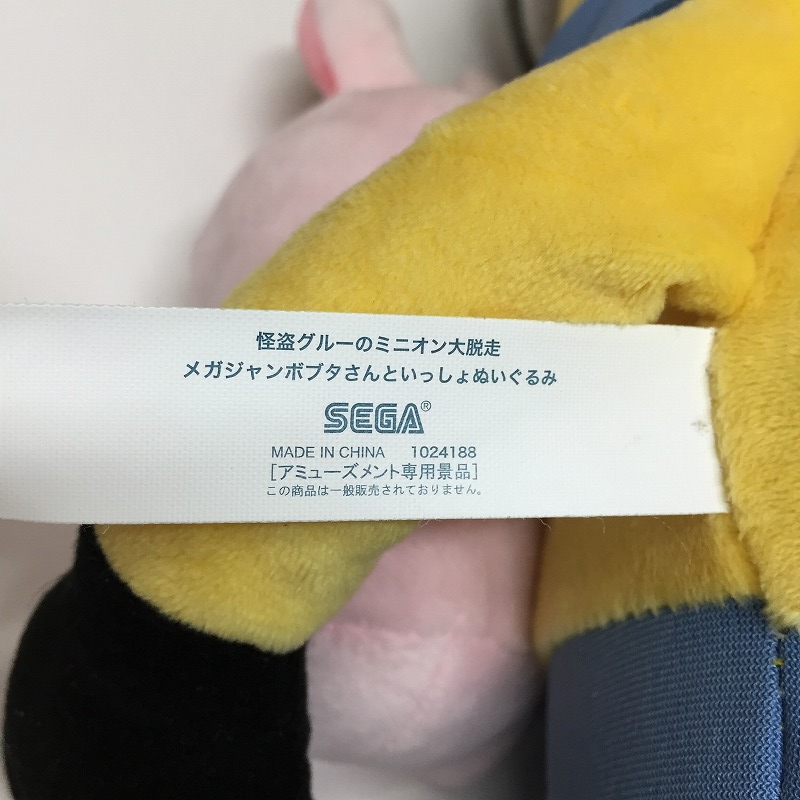 怪盗グルーのミニオン大脱走
メガジャンボブタさんといっしょぬいぐるみ
SEGA®
MADE IN CHINA 1024188
[アミューズメント専用景品]
この商品は一般販売されておりません。